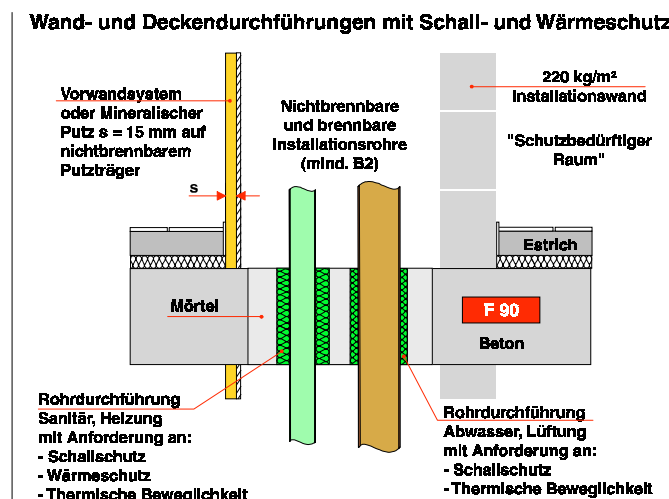 Wand- und Deckendurchführungen mit Schall- und Wärmeschutz
Vorwandsystem
oder Mineralischer
Putz s = 15 mm auf
nichtbrennbarem
Putzträger
Nichtbrennbare
und brennbare
Installationsrohre
(mind. B2)
220 kg/m²
Installationswand
"Schutzbedürftiger
Raum"
s
Estrich
Mörtel
F 90
Beton
Rohrdurchführung
Sanitär, Heizung
mit Anforderung an:
- Schallschutz
- Wärmeschutz
- Thermische Beweglichkeit
Rohrdurchführung
Abwasser, Lüftung
mit Anforderung an:
- Schallschutz
- Thermische Beweglichkeit